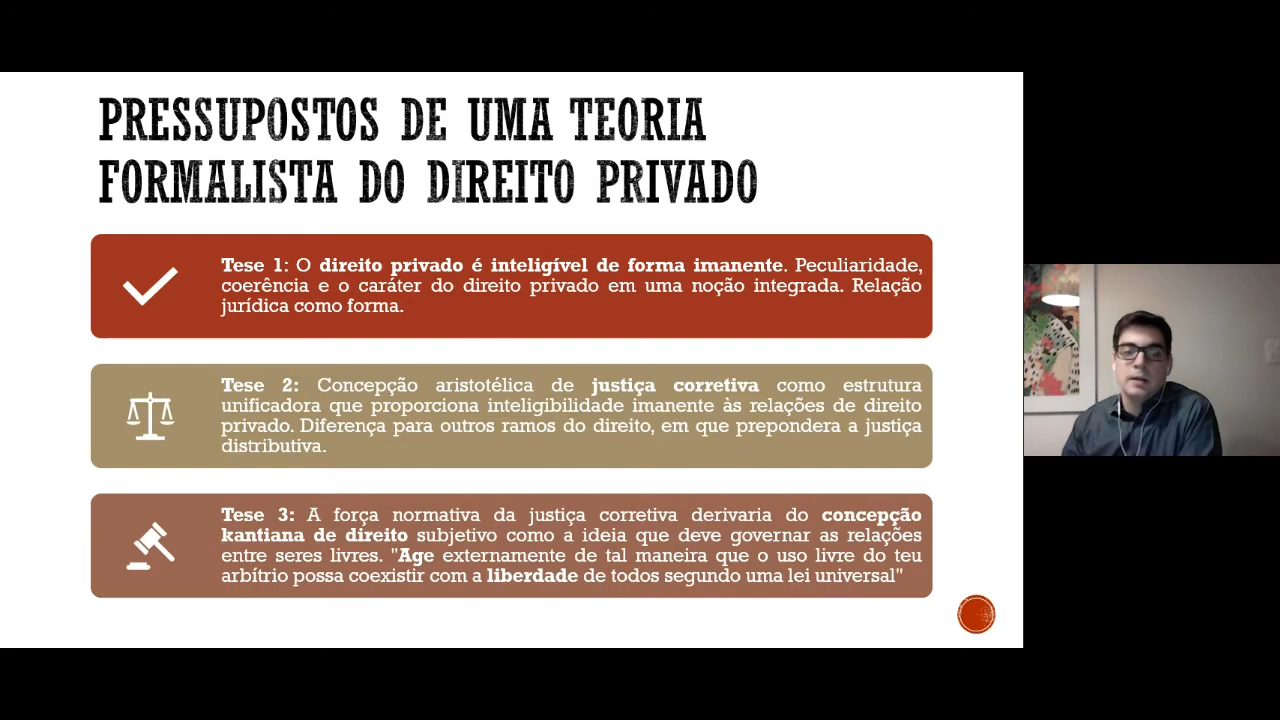 PRESSUPOSTOS DE UMA TEORIA
FORMALISTA DO DIREITO PRIVADO
Tese 1: O direito privado é inteligível de forma imanente. Peculiaridade,
coerência e o caráter do direito privado em uma noção integrada. Relação
jurídica como forma.
Tese 2: Concepção aristotélica de justiça corretiva como estrutura
unificadora que proporciona inteligibilidade imanente às relações de direito
privado. Diferença para outros ramos do direito, em que prepondera a justiça
distributiva.
Tese 3: A força normativa da justiça corretiva derivaria do concepção
kantiana de direito subjetivo como a ideia que deve governar as relações
entre seres livres. "Age externamente de tal maneira que o uso livre do teu
arbítrio possa coexistir com a liberdade de todos segundo uma lei universal"